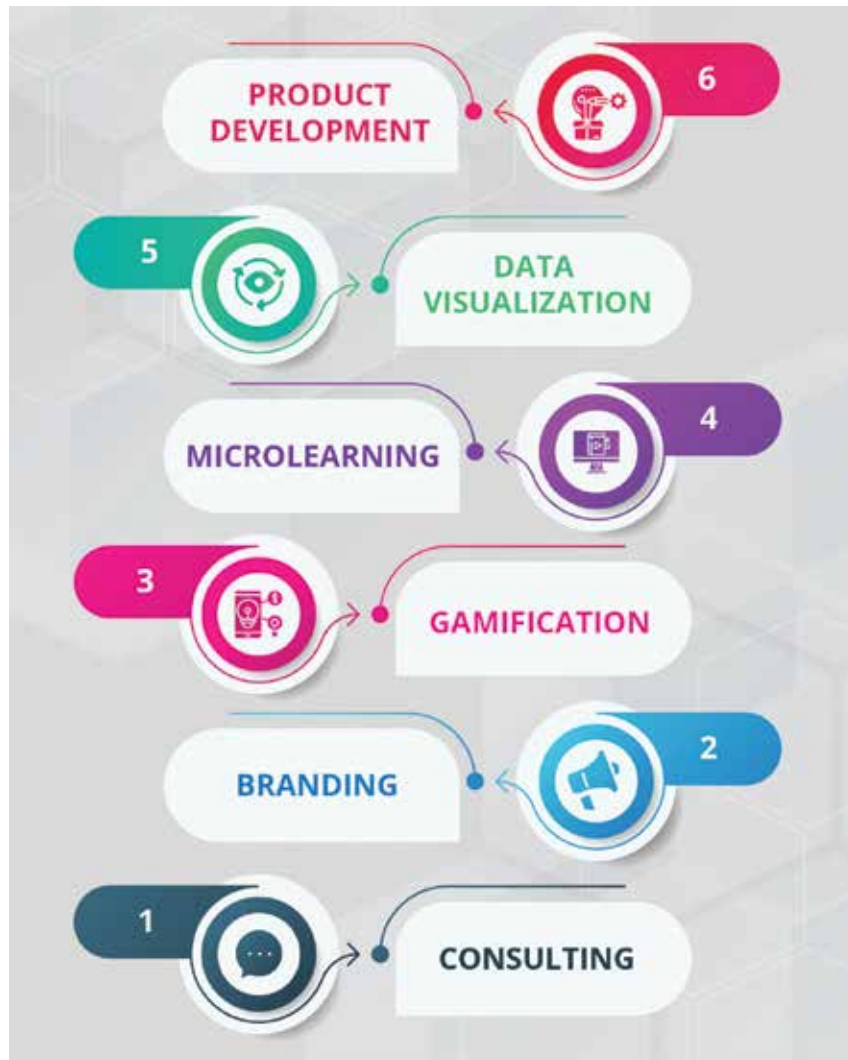 PRODUCT
DEVELOPMENT
6
5
DATA
VISUALIZATION
MICROLEARNING
4
3
GAMIFICATION
BRANDING
2
1
CONSULTING